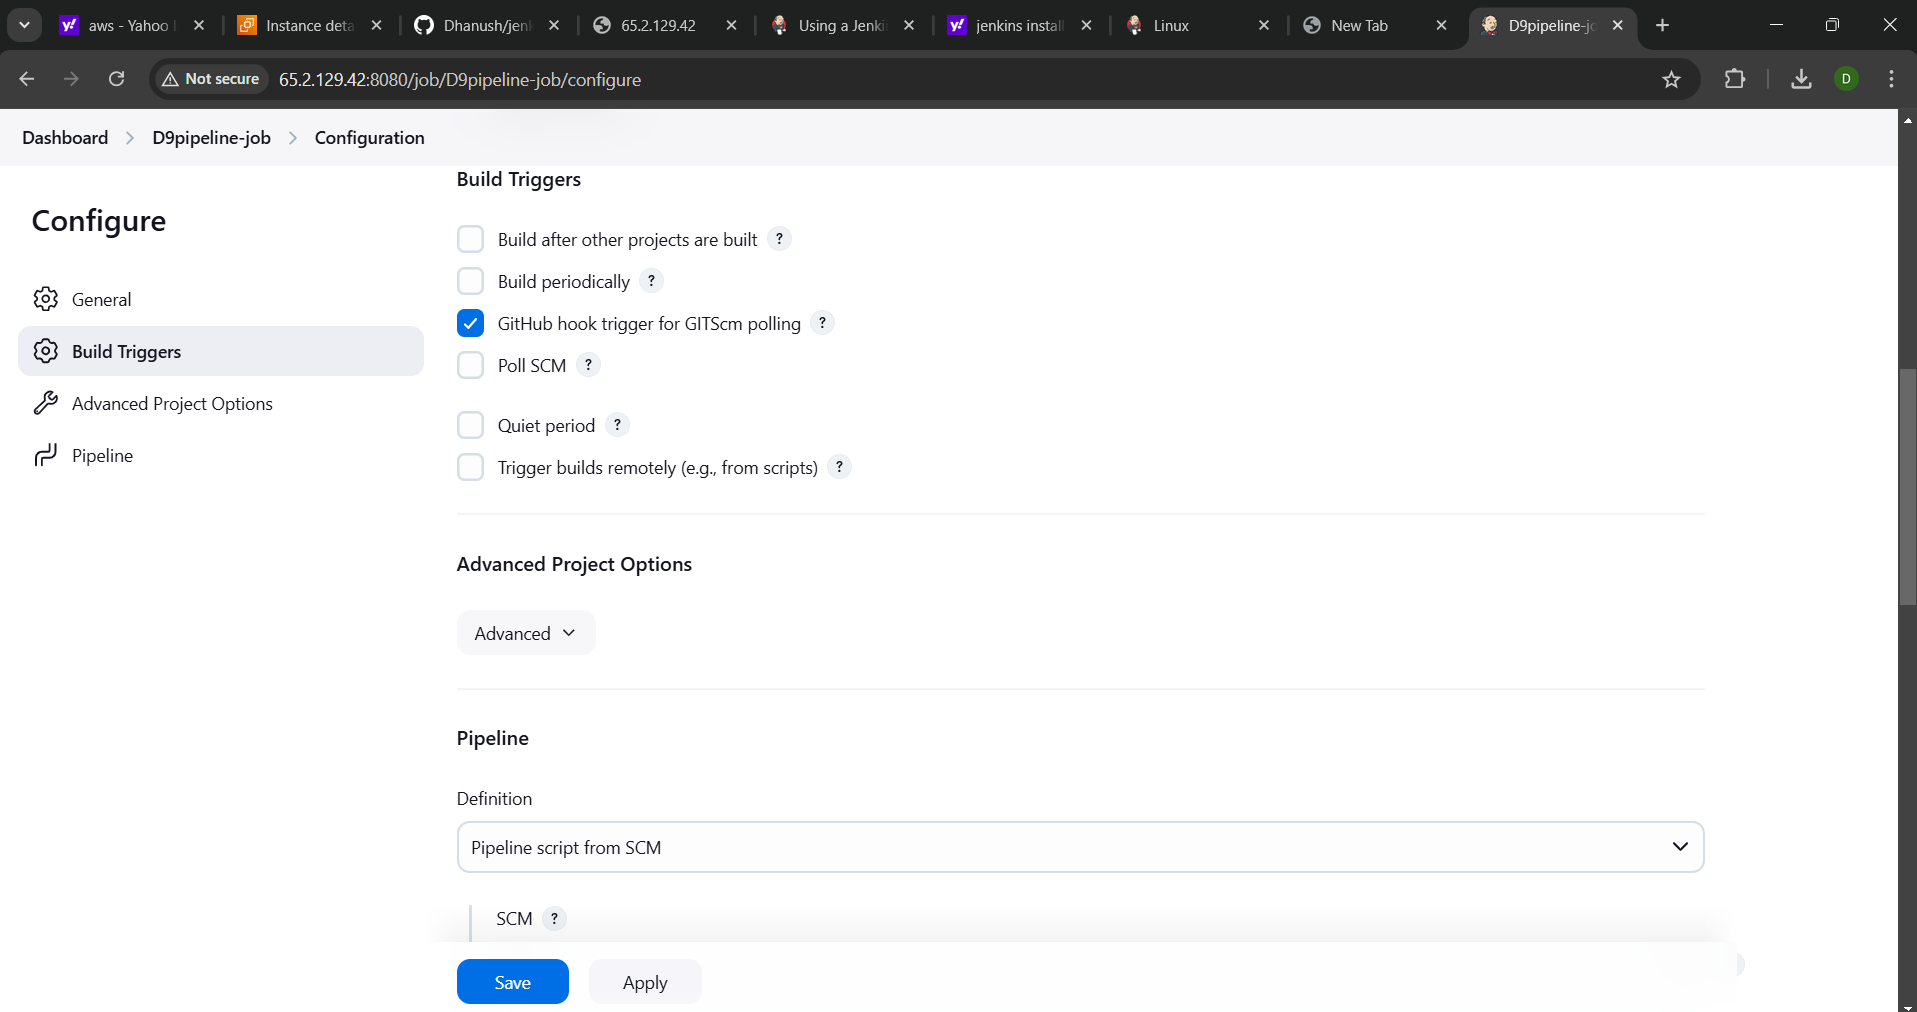 aws - Yahoo
Instance deta
Dhanush/jenk
65.2.129.42
Using a Jenki
jenkins install
Linux
New Tab
D9pipeline-jo
Not secure
65.2.129.42:8080/job/D9pipeline-job/configure
D
Dashboard
D9pipeline-job
Configuration
Configure
General
Build Triggers
Advanced Project Options
Pipeline
Build Triggers
Build after other projects are built ?
Build periodically ?
GitHub hook trigger for GITScm polling ?
Poll SCM ?
Quiet period ?
Trigger builds remotely (e.g., from scripts) ?
Advanced Project Options
Advanced
Pipeline
Definition
Pipeline script from SCM
SCM ?
Save
Apply